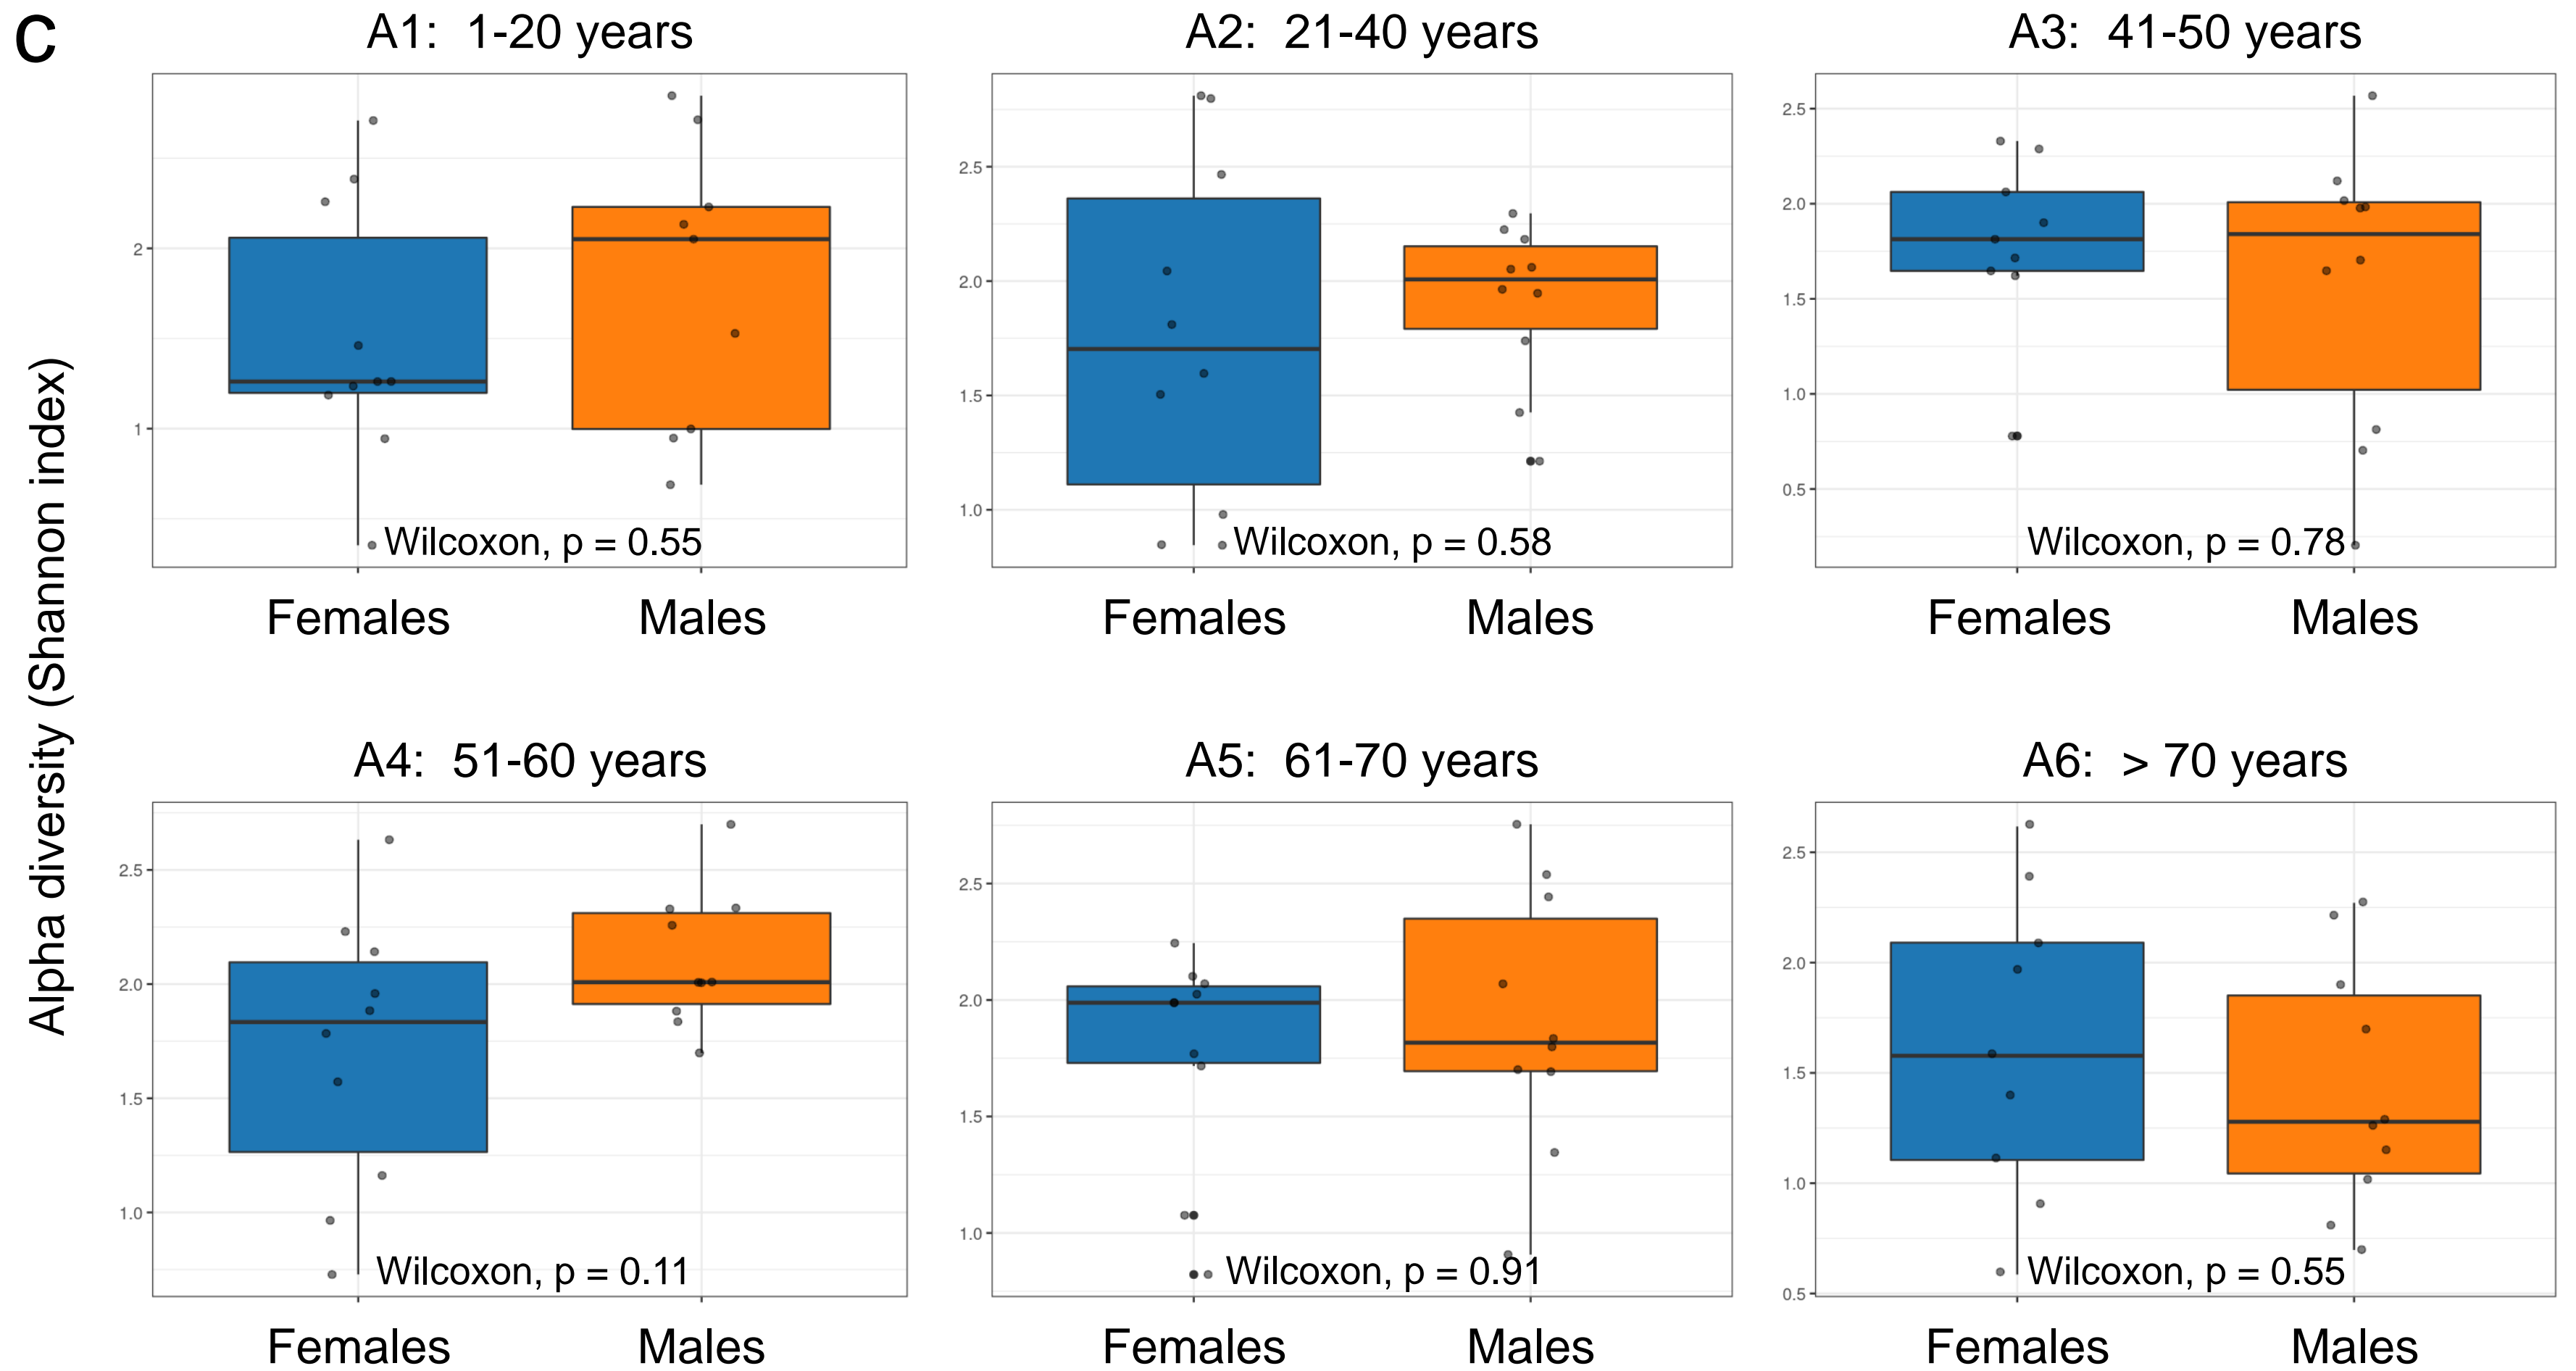 C
A1: 1-20 years
A2: 21-40 years
A3: 41-50 years
Alpha diversity (Shannon index)
2
1
Wilcoxon, p = 0.55
Females Males
2.5
2.0
1.5
1.0
Wilcoxon, p = 0.58
Females Males
2.5
2.0
1.5
1.0
0.5
Wilcoxon, p = 0.78
Females Males
A4: 51-60 years
A5: 61-70 years
A6: > 70 years
2.5
2.0
1.5
1.0
Wilcoxon, p = 0.11
Females Males
2.5
2.0
1.5
1.0
Wilcoxon, p = 0.91
Females Males
2.5
2.0
1.5
1.0
0.5
Wilcoxon, p = 0.55
Females Males